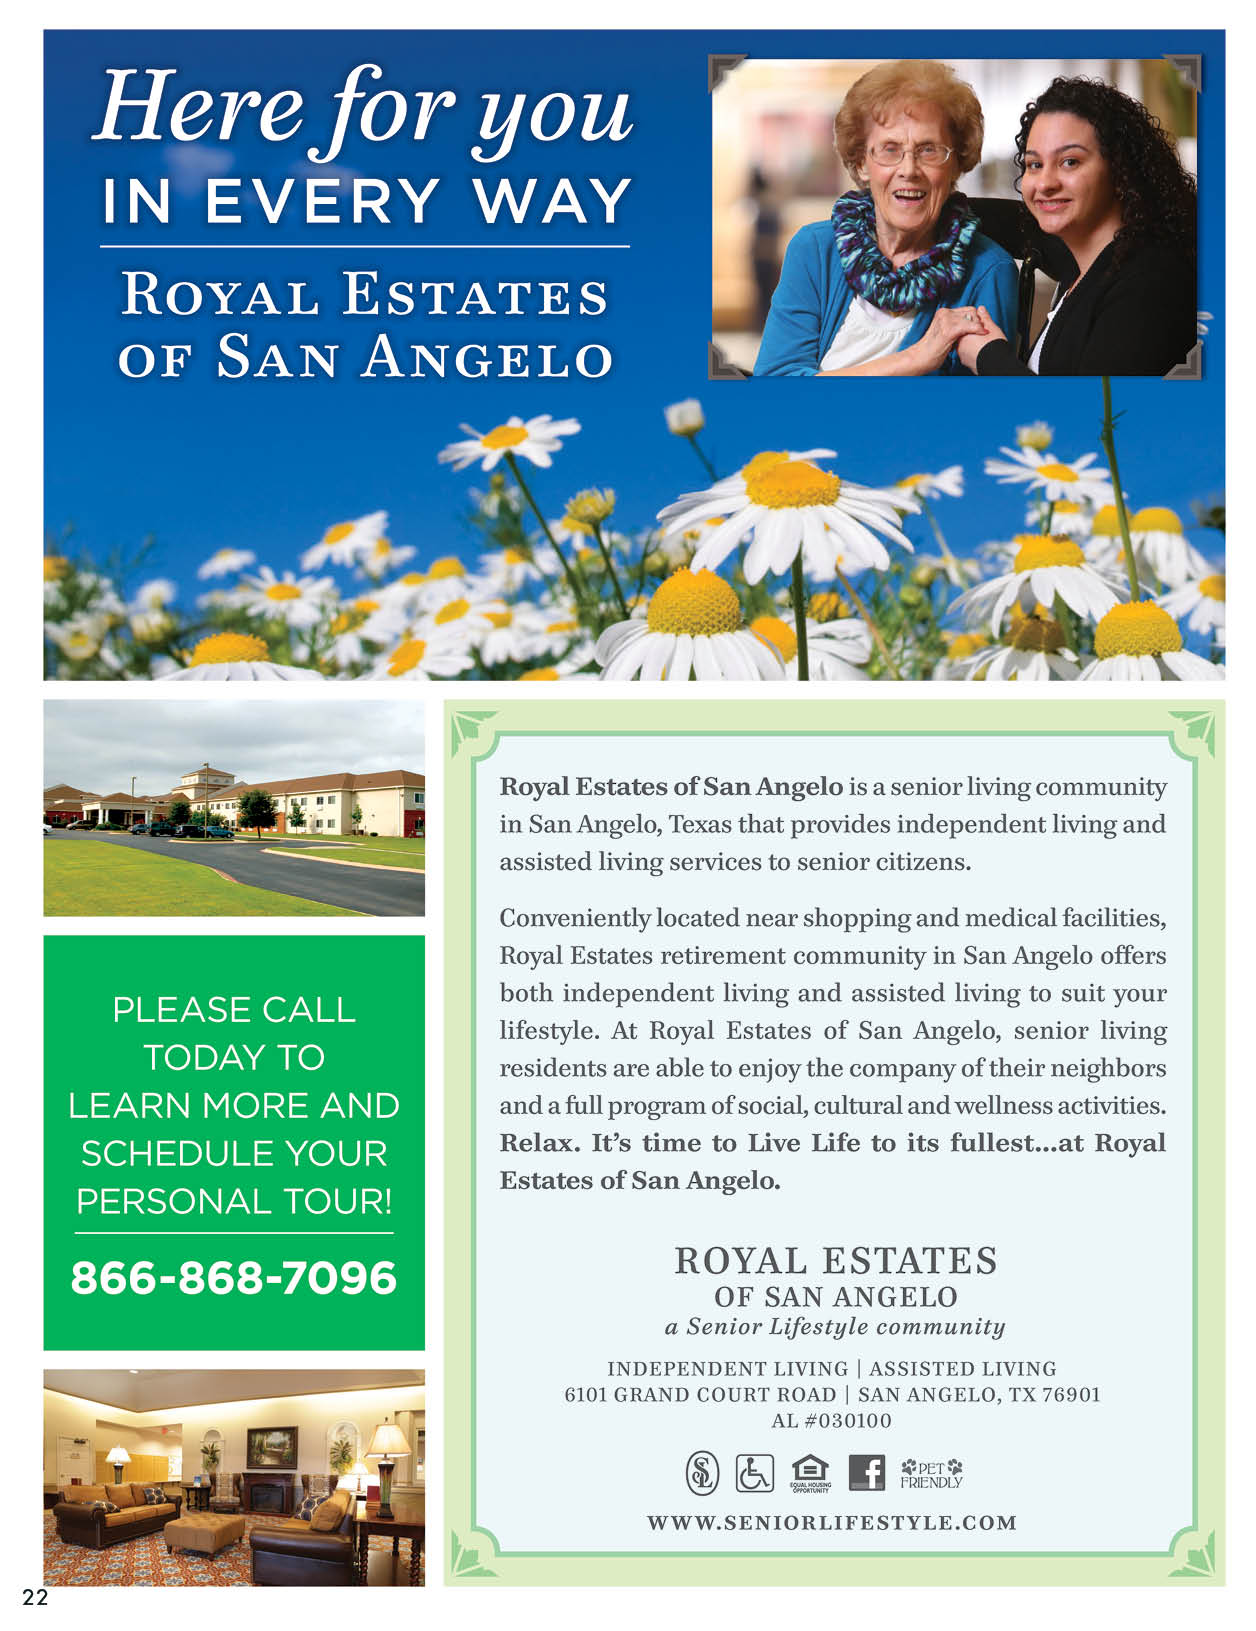 Here for you
IN EVERY WAY
ROYAL ESTATES
OF SAN ANGELO
PLEASE CALL
TODAY TO
LEARN MORE AND
SCHEDULE YOUR
PERSONAL TOUR!
866-868-7096
Royal Estates of San Angelo is a senior living community
in San Angelo, Texas that provides independent living and
assisted living services to senior citizens.
Conveniently located near shopping and medical facilities,
Royal Estates retirement community in San Angelo offers
both independent living and assisted living to suit your
lifestyle. At Royal Estates of San Angelo, senior living
residents are able to enjoy the company of their neighbors
and a full program of social, cultural and wellness activities.
Relax. It's time to Live Life to its fullest...at Royal
Estates of San Angelo.
ROYAL ESTATES
OF SAN ANGELO
a Senior Lifestyle community
INDEPENDENT LIVING | ASSISTED LIVING
6101 GRAND COURT ROAD | SAN ANGELO, TX 76901
AL #030100
SL
EQUAL HOUSING
OPPORTUNITY
f
PET
FRIENDLY
WWW.SENIORLIFESTYLE.COM
22